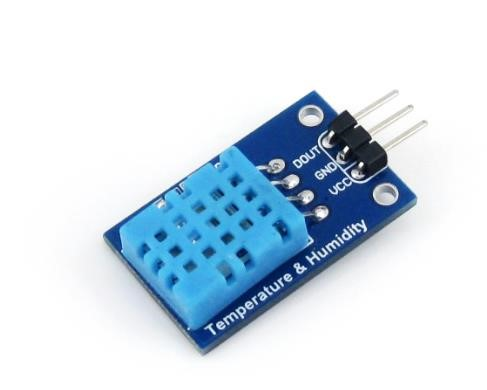 DOUT
GND
VCC
Temperature & Humidity